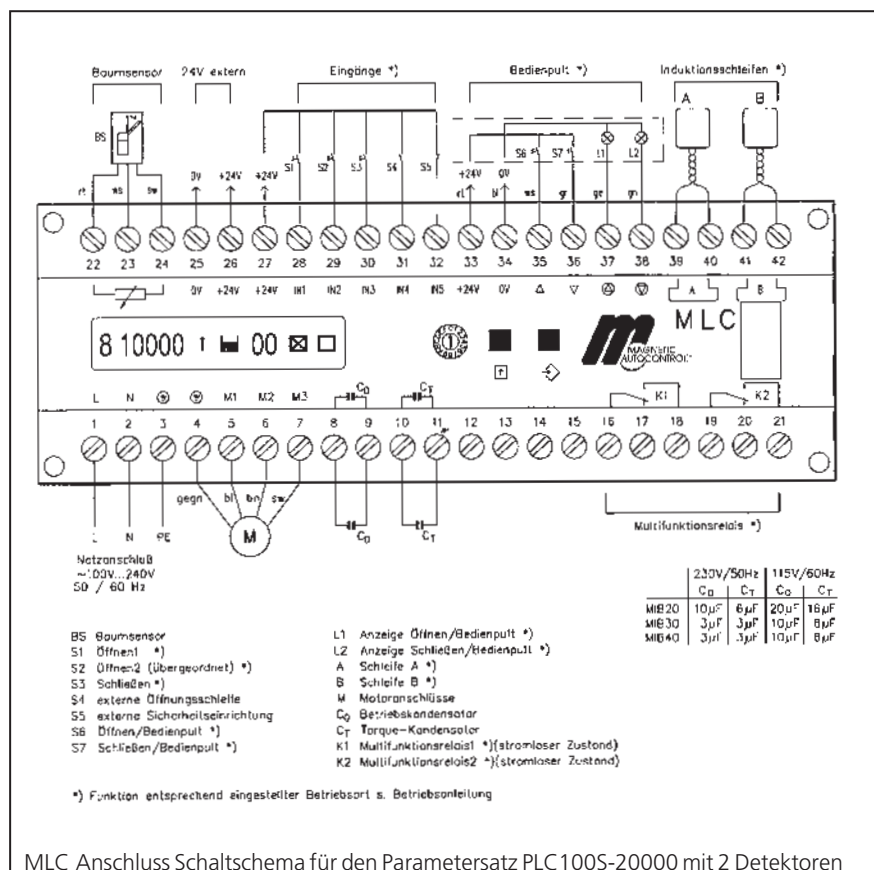 Baumsensor 24V extern Eingänge *) Bedienpult *) Induktionsschleifen *)
A B
BS
S1 S2 S3 S4 S5 S6 S7 L1 L2
0V +24V +24V +24V 0V
rt ws sw rt bl ws gr ge gn
22 23 24 25 26 27 28 29 30 31 32 33 34 35 36 37 38 39 40 41 42
0V +24V +24V IN1 IN2 IN3 IN4 IN5 +24V 0V A B
8 10000 ↑ 00
1
m
MAGNETIC
AUTOCONTROL
MLC
L N M1 M2 M3 C0 CT K1 K2
1 2 3 4 5 6 7 8 9 10 11 12 13 14 15 16 17 18 19 20 21
gegn bl bn sw
L N PE M C0 CT Multifunktionsrelais *)
Netzanschluß
~100V...240V
50 / 60 Hz
230V/50Hz 115V/60Hz
C0 CT C0 CT
MIB20 10µF 6µF 20µF 16µF
MIB30 3µF 3µF 10µF 8µF
MIB40 3µF 3µF 10µF 8µF
BS Baumsensor
S1 Öffnen1 *)
S2 Öffnen2 (übergeordnet) *)
S3 Schließen *)
S4 externe Öffnungsschleife
S5 externe Sicherheitseinrichtung
S6 Öffnen/Bedienpult *)
S7 Schließen/Bedienpult *)
L1 Anzeige Öffnen/Bedienpult *)
L2 Anzeige Schließen/Bedienpult *)
A Schleife A *)
B Schleife B *)
M Motoranschlüsse
C0 Betriebskondensator
CT Torque-Kondensator
K1 Multifunktionsrelais1 *)(stromloser Zustand)
K2 Multifunktionsrelais2 *)(stromloser Zustand)
*) Funktion entsprechend eingestellter Betriebsart s. Betriebsanleitung
MLC Anschluss Schaltschema für den Parametersatz PLC100S-20000 mit 2 Detektoren